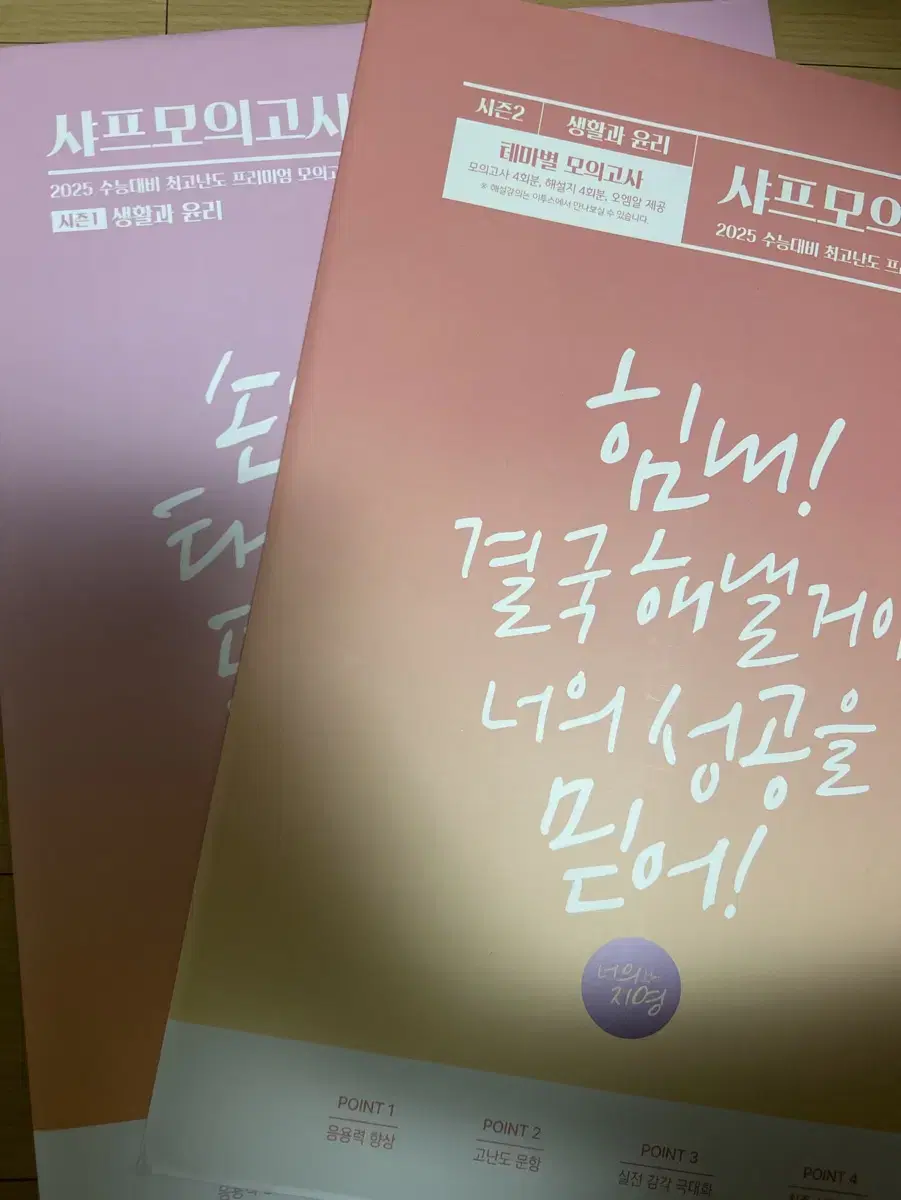 샤프모의고사
2025 수능대비 최고난도 프리미엄 모의고
시즌1 생활과 윤리
시즌2 생활과 윤리
테마별 모의고사
모의고사 4회분, 해설지 4회분, 오엠알 제공
※ 해설강의는 이투스에서 만나보실 수 있습니다
샤프모의
2025 수능대비 최고난도 프
힘내!
결국 해낼거야
너의 성공을
믿어!
너의
지영
POINT 1
응용력 향상
POINT 2
고난도 문항
POINT 3
실전 감각 극대화
POINT 4